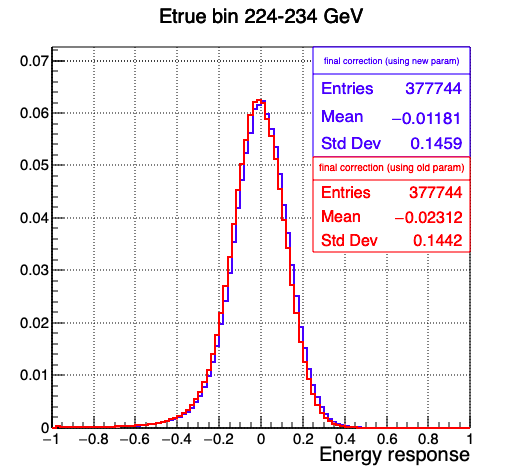 Etrue bin 224-234 GeV
final correction (using new param)
Entries 377744
Mean −0.01181
Std Dev 0.1459
final correction (using old param)
Entries 377744
Mean −0.02312
Std Dev 0.1442
0.07
0.06
0.05
0.04
0.03
0.02
0.01
0
−1 −0.8 −0.6 −0.4 −0.2 0 0.2 0.4 0.6 0.8 1
Energy response